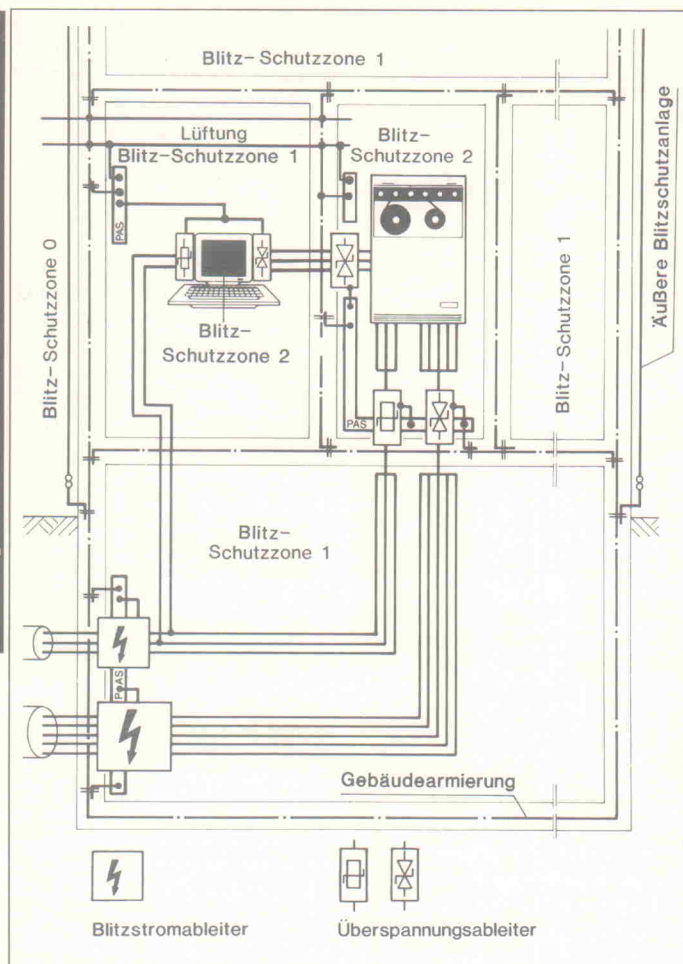 Blitz-Schutzzone 1
Lüftung
Blitz-Schutzzone 1
Blitz-
Schutzzone 2
PAS
Blitz-
Schutzzone 2
PAS
Blitz-Schutzzone 0
Blitz-Schutzzone 1
Äußere Blitzschutzanlage
Blitz-
Schutzzone 1
PAS
Gebäudearmierung
Blitzstromableiter
Überspannungsableiter